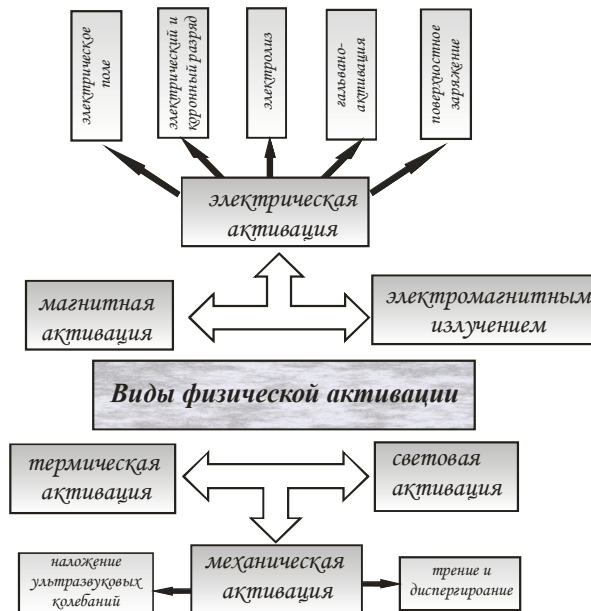 электрическое
поле
электрический и
коронный разряд
электролиз
гальвано-
активация
поверхностное
заряжение
электрическая
активация
магнитная
активация
электромагнитным
излучением
Виды физической активации
термическая
активация
световая
активация
наложение
ультразвуковых
колебаний
механическая
активация
трение и
диспергироание